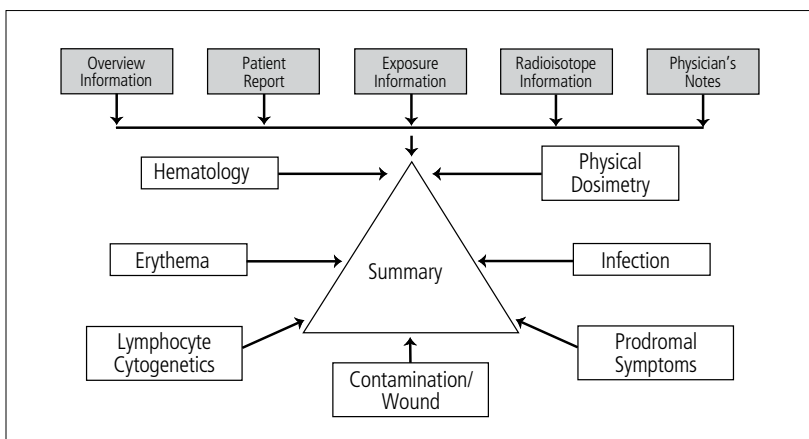 Overview
Information
Patient
Report
Exposure
Information
Radioisotope
Information
Physician's
Notes
Hematology
Physical
Dosimetry
Erythema
Summary
Infection
Lymphocyte
Cytogenetics
Contamination/
Wound
Prodromal
Symptoms